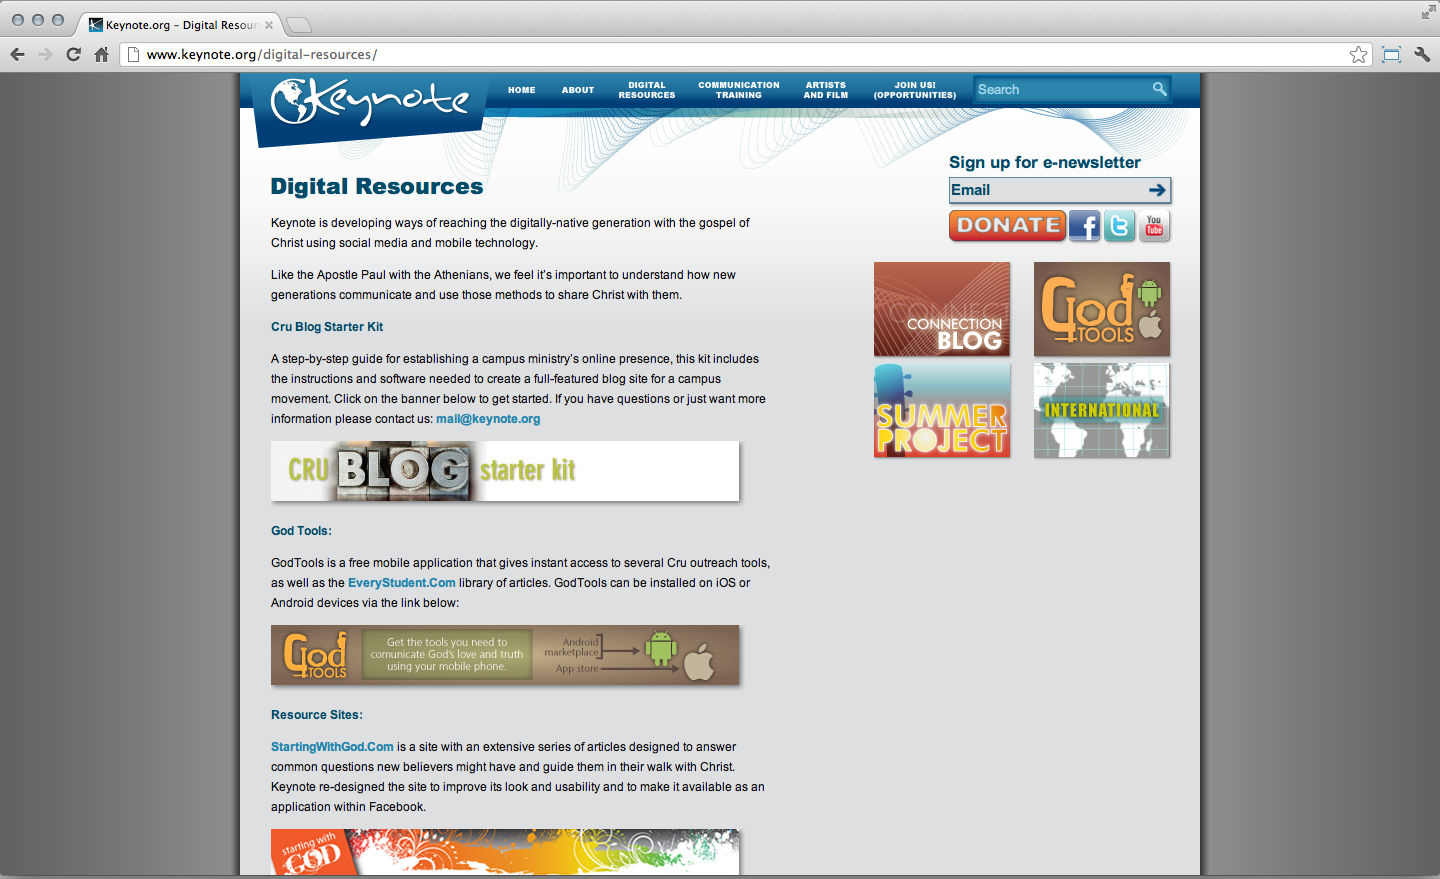 Keynote.org – Digital Resour
www.keynote.org/digital-resources/
Keynote
HOME
ABOUT
DIGITAL
RESOURCES
COMMUNICATION
TRAINING
ARTISTS
AND FILM
JOIN US!
(OPPORTUNITIES)
Search
Sign up for e-newsletter
Email
DONATE
f
t
You
Tube
CONNECT
CONNECTION
BLOG
God
TOOLS
SUMMER
PROJECT
INTERNATIONAL
Digital Resources
Keynote is developing ways of reaching the digitally-native generation with the gospel of
Christ using social media and mobile technology.
Like the Apostle Paul with the Athenians, we feel it's important to understand how new
generations communicate and use those methods to share Christ with them.
Cru Blog Starter Kit
A step-by-step guide for establishing a campus ministry's online presence, this kit includes
the instructions and software needed to create a full-featured blog site for a campus
movement. Click on the banner below to get started. If you have questions or just want more
information please contact us: mail@keynote.org
CRU BLOG starter kit
God Tools:
GodTools is a free mobile application that gives instant access to several Cru outreach tools,
as well as the EveryStudent.Com library of articles. GodTools can be installed on iOS or
Android devices via the link below:
God
TOOLS
Get the tools you need to
comunicate God's love and truth
using your mobile phone.
Android
marketplace
App store
Resource Sites:
StartingWithGod.Com is a site with an extensive series of articles designed to answer
common questions new believers might have and guide them in their walk with Christ.
Keynote re-designed the site to improve its look and usability and to make it available as an
application within Facebook.
starting with
GOD